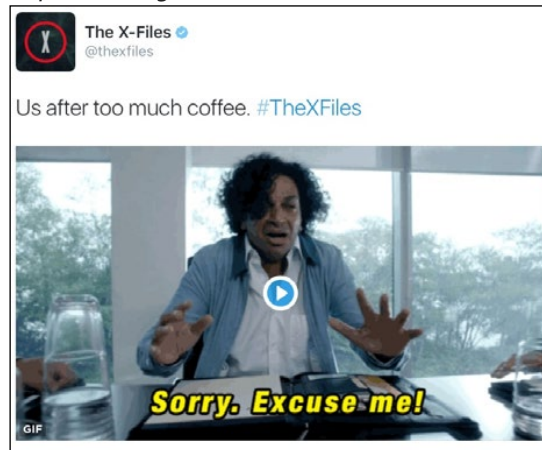 The X-Files
@thexfiles
Us after too much coffee. #TheXFiles
Sorry. Excuse me!
GIF